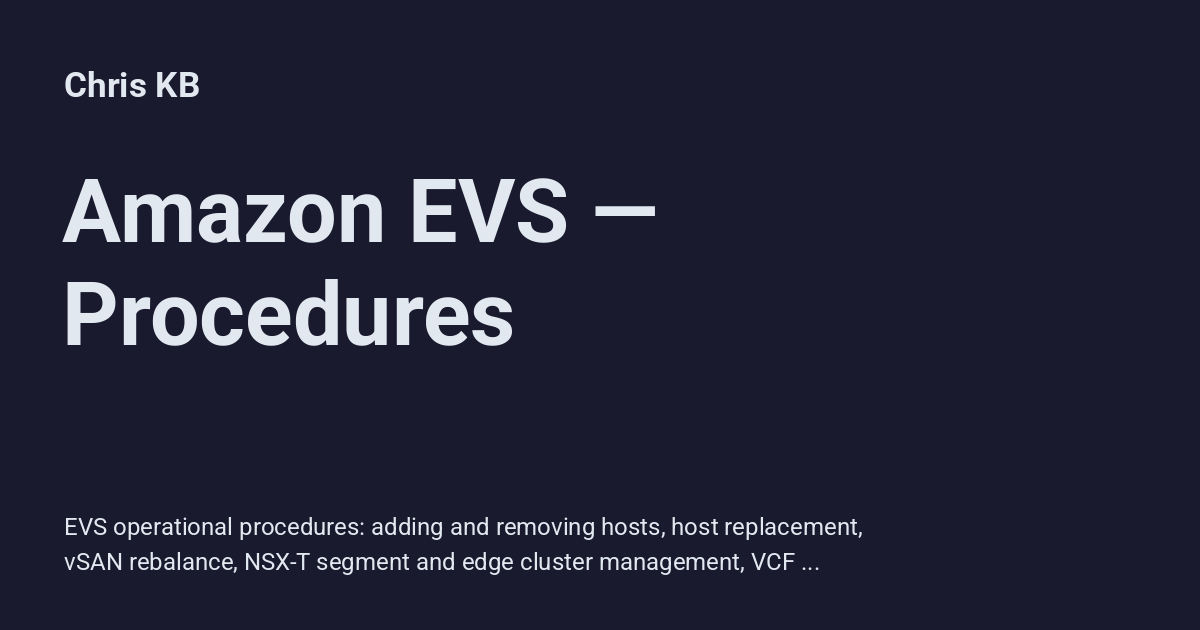 Chris KB
Amazon EVS —
Procedures
EVS operational procedures: adding and removing hosts, host replacement,
vSAN rebalance, NSX-T segment and edge cluster management, VCF ...